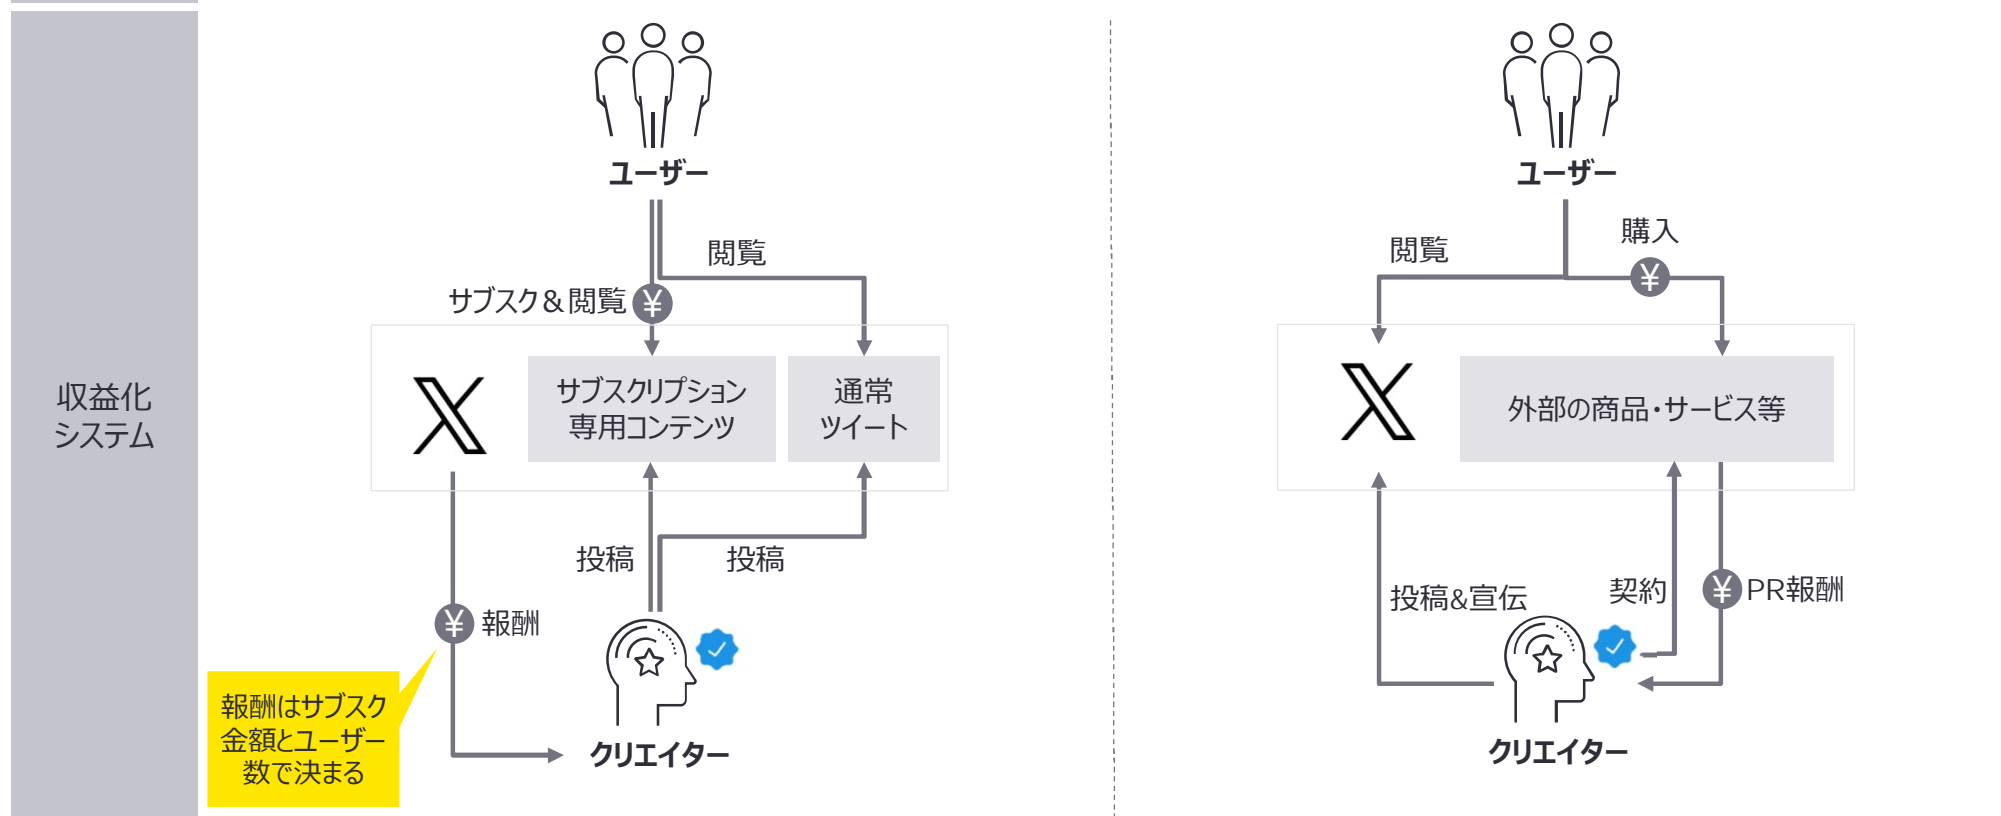 収益化
システム
ユーザー
閲覧
サブスク＆閲覧
¥
サブスクリプション
専用コンテンツ
通常
ツイート
投稿
投稿
¥
報酬
報酬はサブスク
金額とユーザー
数で決まる
クリエイター
ユーザー
閲覧
購入
¥
外部の商品・サービス等
投稿&宣伝
契約
¥
PR報酬
クリエイター